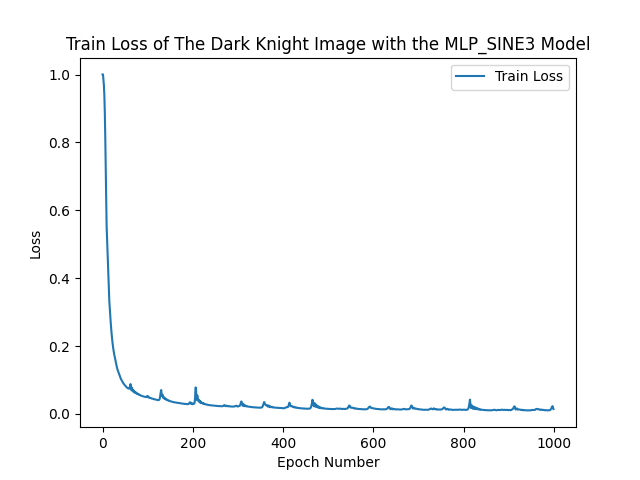 Train Loss of The Dark Knight Image with the MLP_SINE3 Model
Train Loss
1.0
0.8
0.6
0.4
0.2
0.0
Loss
0 200 400 600 800 1000
Epoch Number